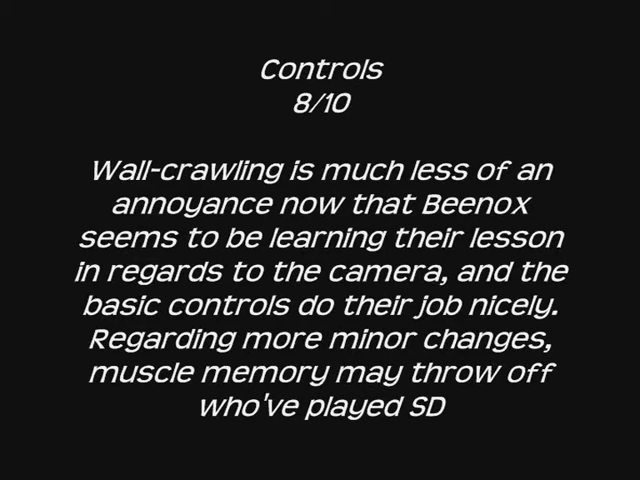 Controls
8/10
Wall-crawling is much less of an
annoyance now that Beenox
seems to be learning their lesson
in regards to the camera, and the
basic controls do their job nicely.
Regarding more minor changes,
muscle memory may throw off
who've played SD